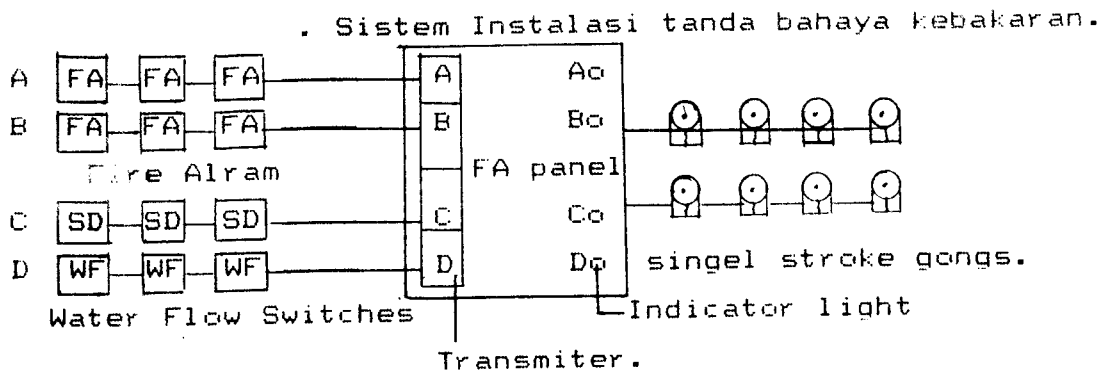 . Sistem Instalasi tanda bahaya kebakaran.
A FA FA FA A Ao
B FA FA FA B Bo
Fire Alram FA panel
C SD SD SD C Co
D WF WF WF D Do singel stroke gongs.
Water Flow Switches Indicator light
Transmiter.